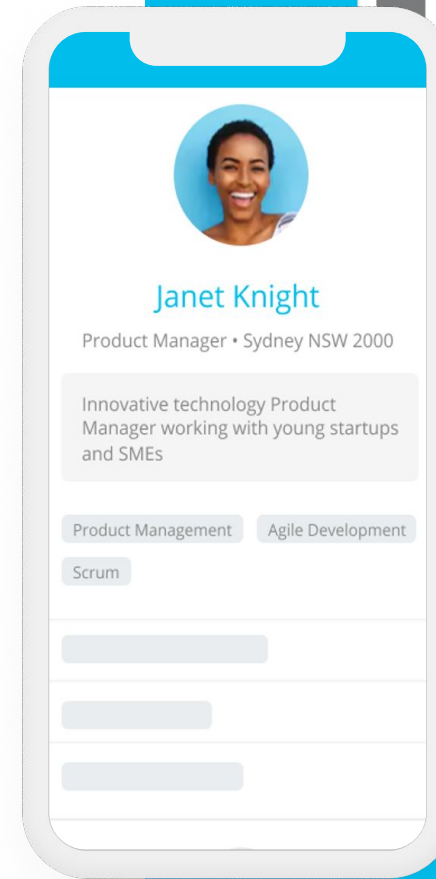 Janet Knight
Product Manager • Sydney NSW 2000
Innovative technology Product
Manager working with young startups
and SMEs
Product Management Agile Development
Scrum